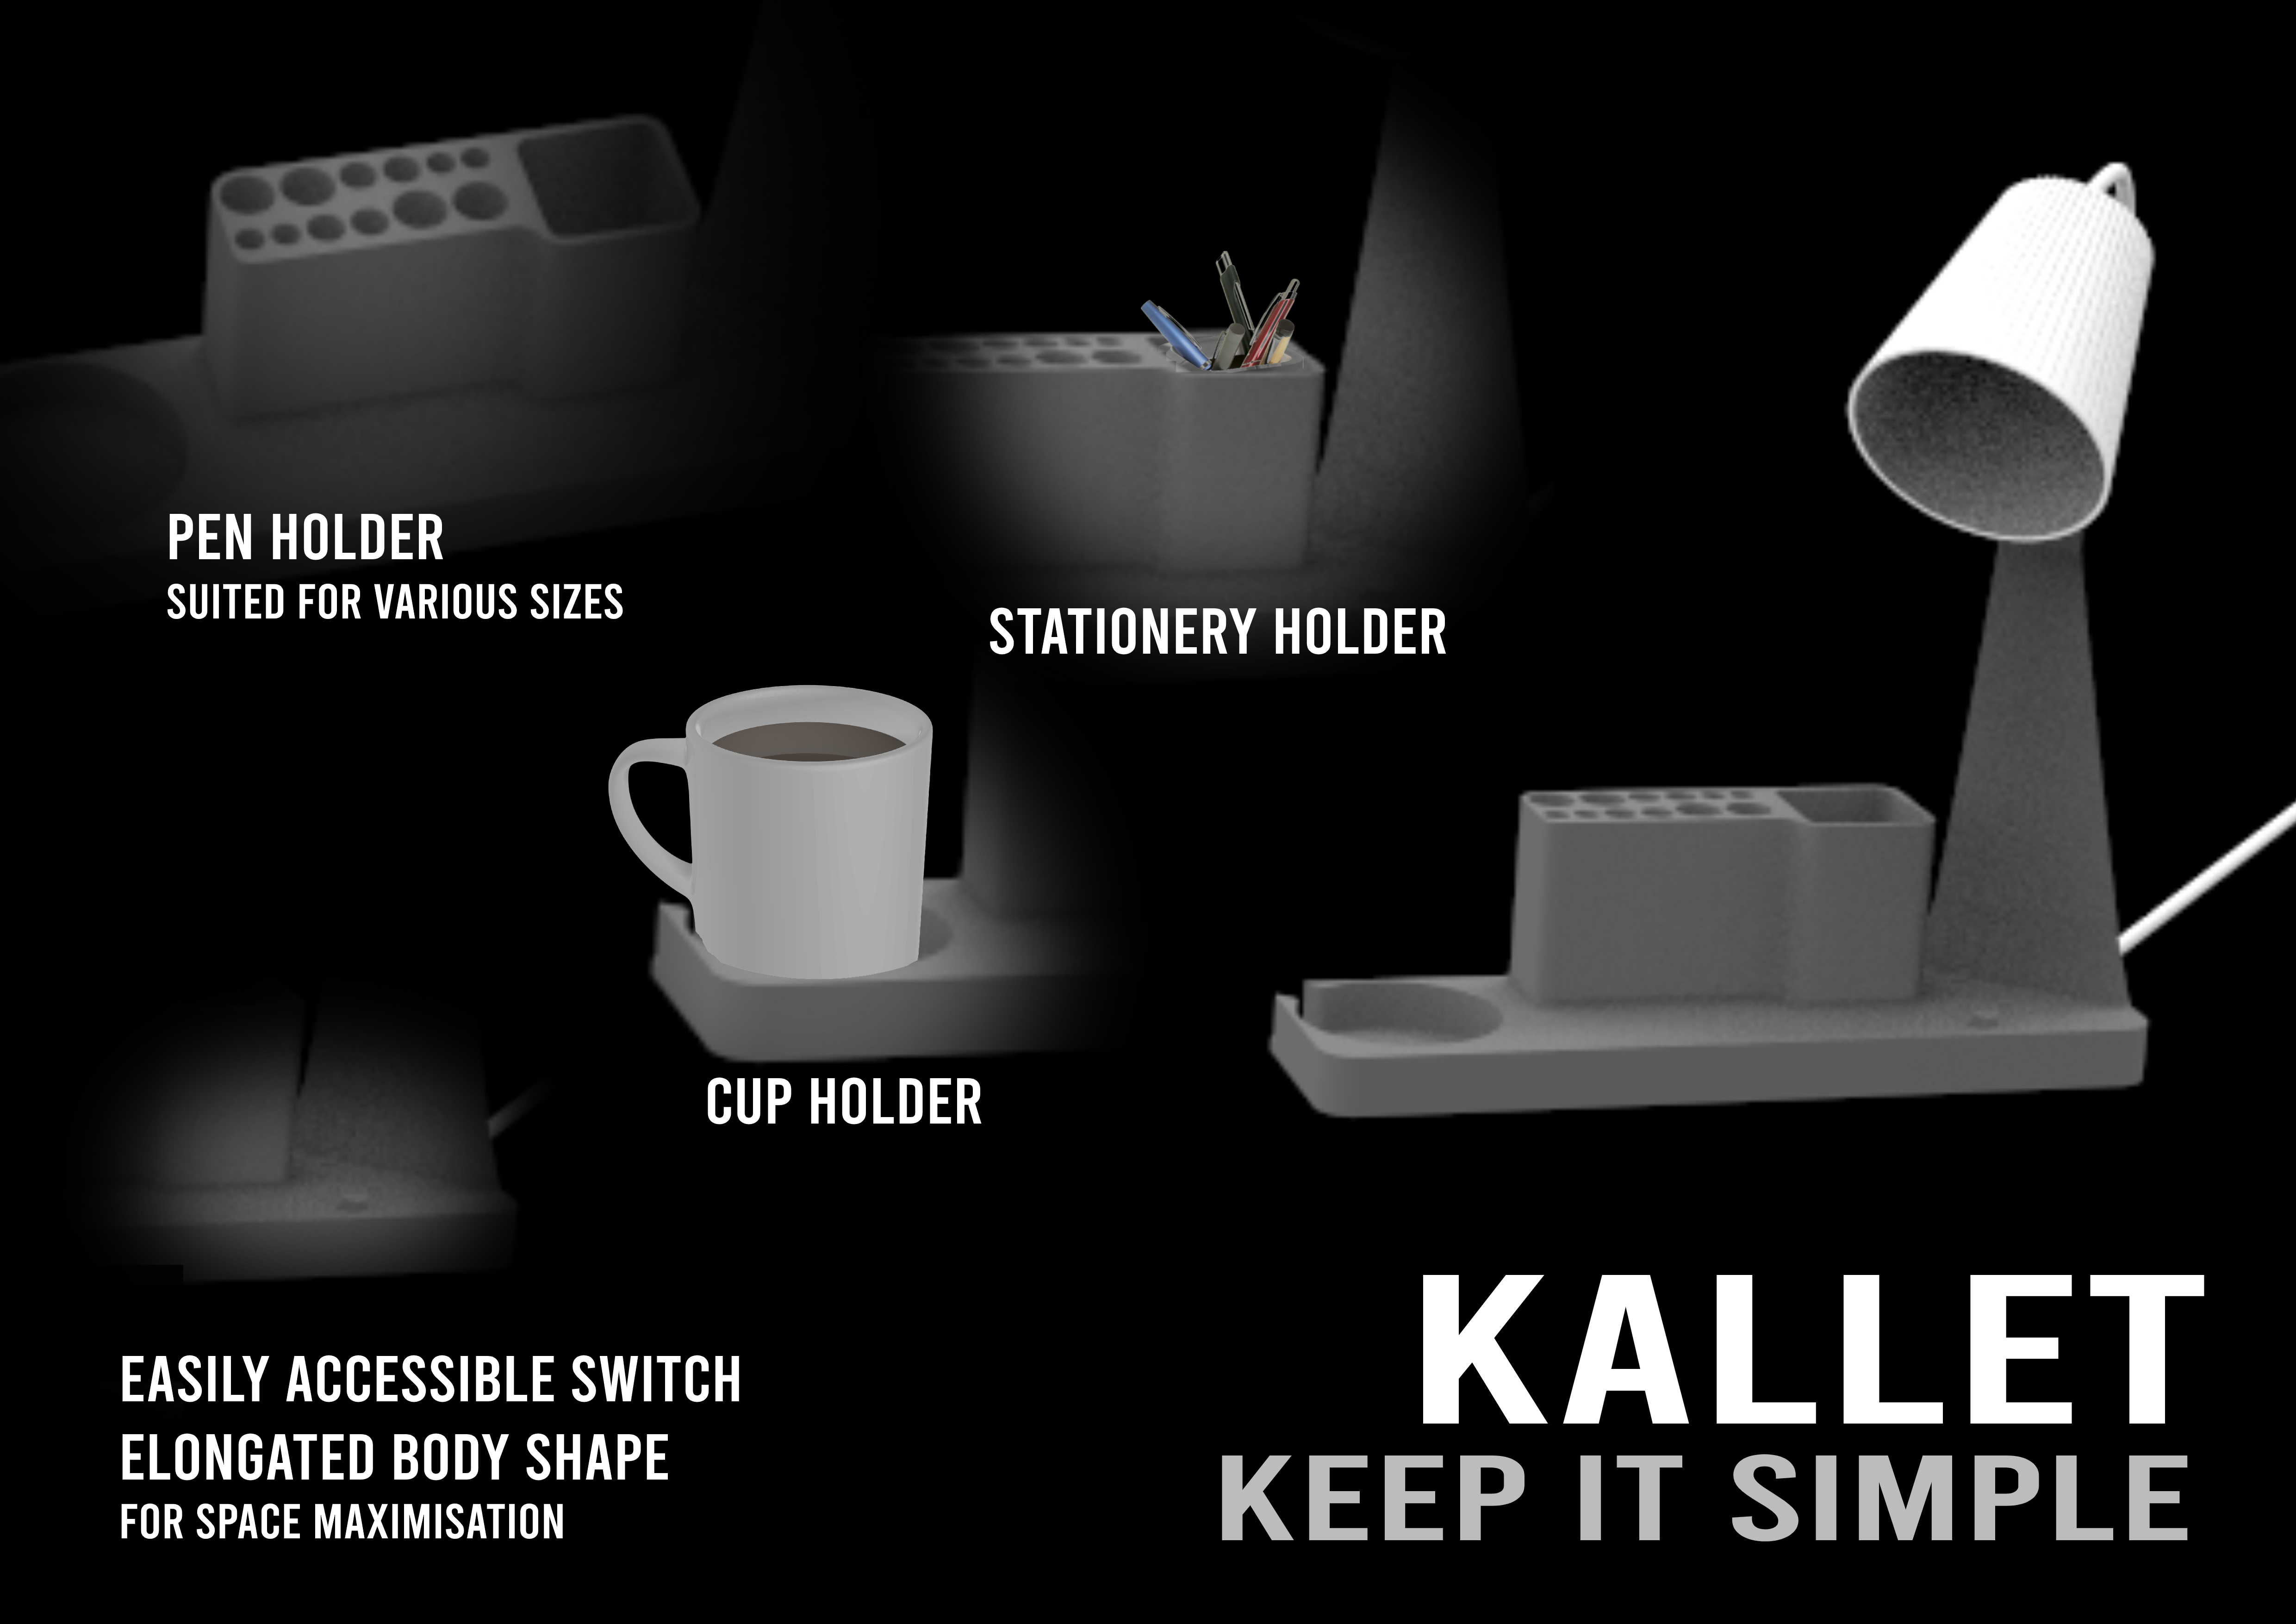 PEN HOLDER
SUITED FOR VARIOUS SIZES
STATIONERY HOLDER
CUP HOLDER
EASILY ACCESSIBLE SWITCH
ELONGATED BODY SHAPE
FOR SPACE MAXIMISATION
KALLET
KEEP IT SIMPLE